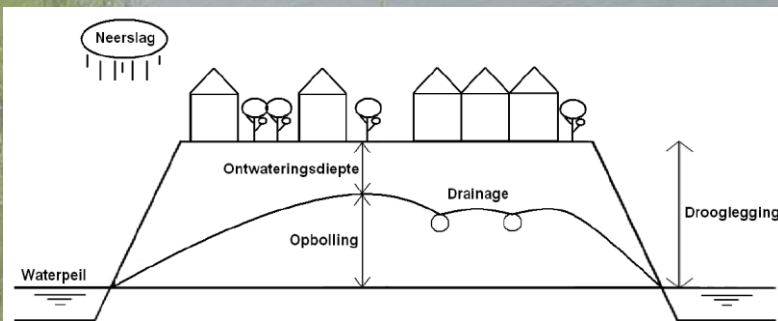 Neerslag
Ontwateringsdiepte
Drainage
Drooglegging
Opbolling
Waterpeil